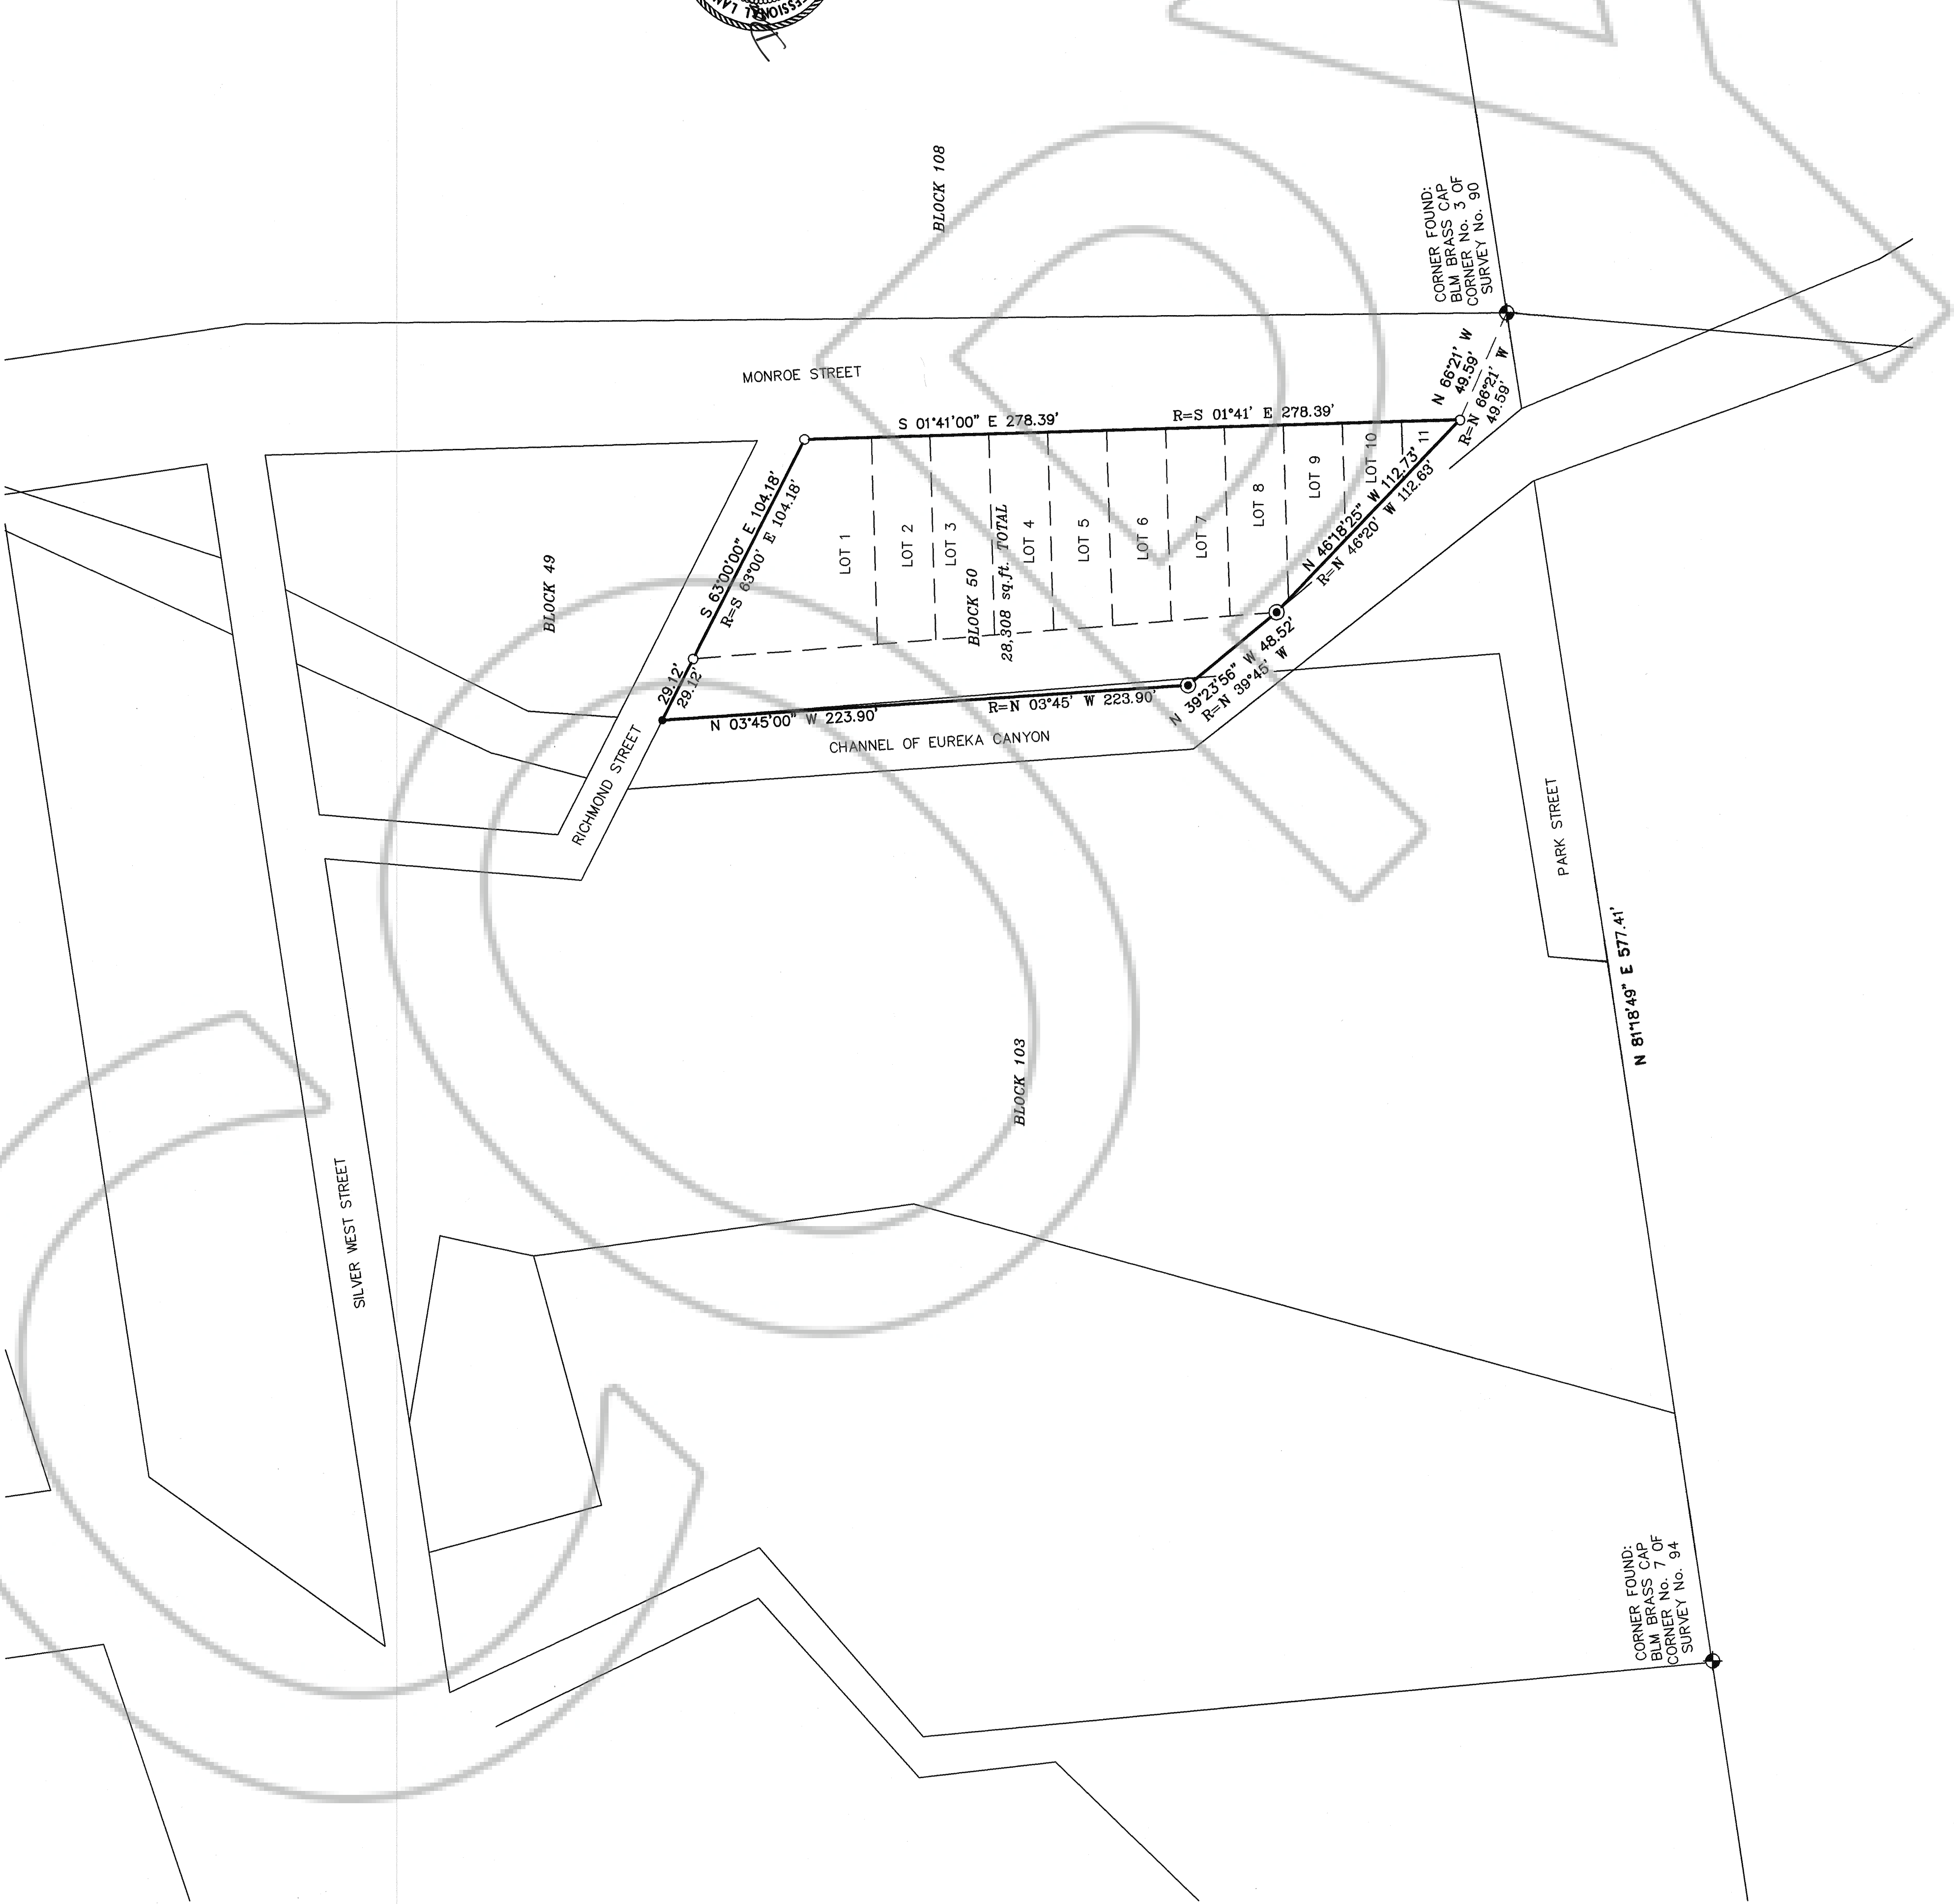 SSIONAL LAN
BLOCK 108
CORNER FOUND:
BLM BRASS CAP
CORNER No. 3 OF
SURVEY No. 90
MONROE STREET
N 66°21' W
49.59'
R=N 66°21' W
49.59'
S 01°41'00" E 278.39'
R=S 01°41' E 278.39'
S 63°00'00" E 104.18'
R=S 63°00' E 104.18'
LOT 1
LOT 2
LOT 3
LOT 4
LOT 5
LOT 6
LOT 7
LOT 8
LOT 9
LOT 10
11
BLOCK 50
28,308 sq.ft. TOTAL
N 46°18'25" W 112.73'
R=N 46°20' W 112.63'
BLOCK 49
29.12'
29.12'
N 03°45'00" W 223.90'
R=N 03°45' W 223.90'
N 39°23'56" W 48.52'
R=N 39°45' W
CHANNEL OF EUREKA CANYON
RICHMOND STREET
PARK STREET
N 81°18'49" E 577.41'
BLOCK 103
SILVER WEST STREET
CORNER FOUND:
BLM BRASS CAP
CORNER No. 7 OF
SURVEY No. 94
COPY